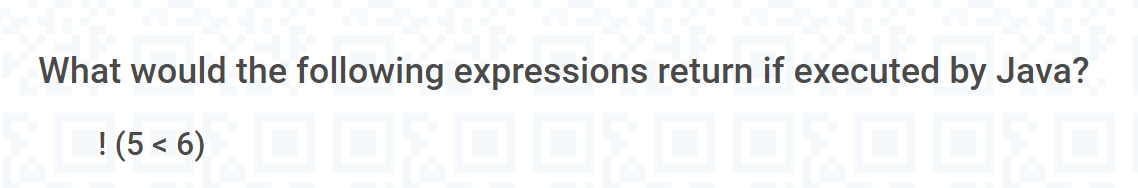 What would the following expressions return if executed by Java?
! (5 < 6)